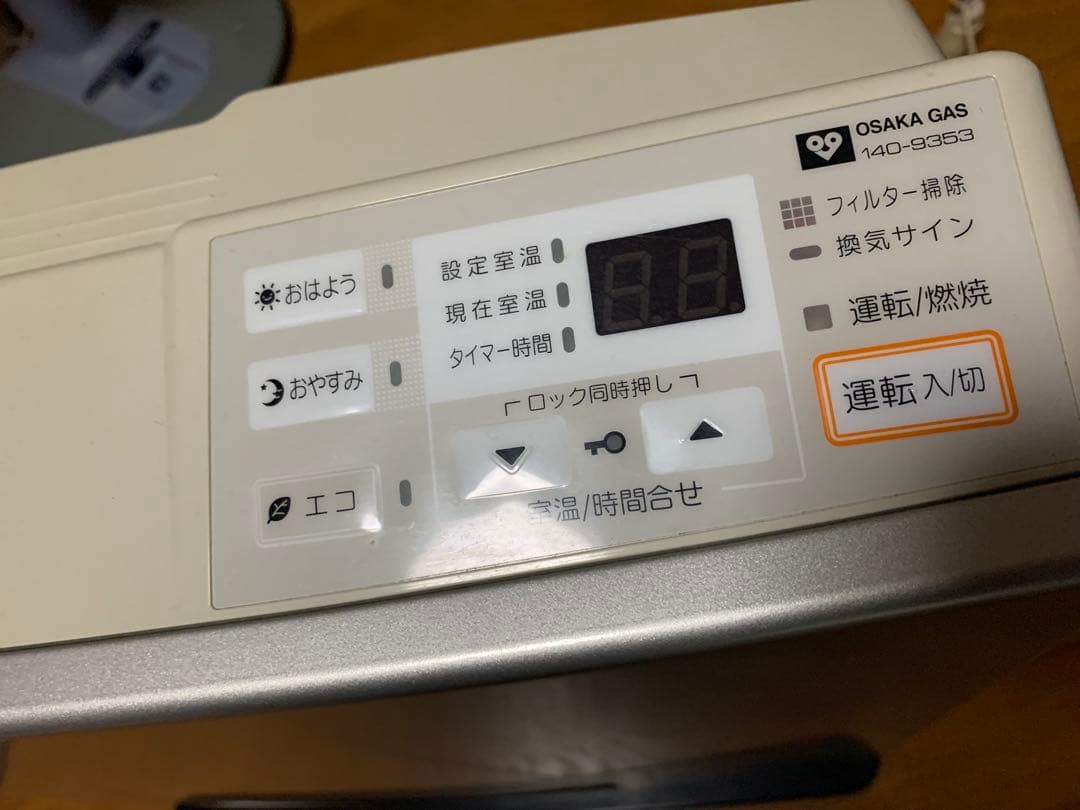 OSAKA GAS
140-9353
フィルター掃除
換気サイン
運転/燃焼
運転 入/切
おはよう
おやすみ
エコ
設定室温
現在室温
タイマー時間
ロック同時押し
室温/時間合せ